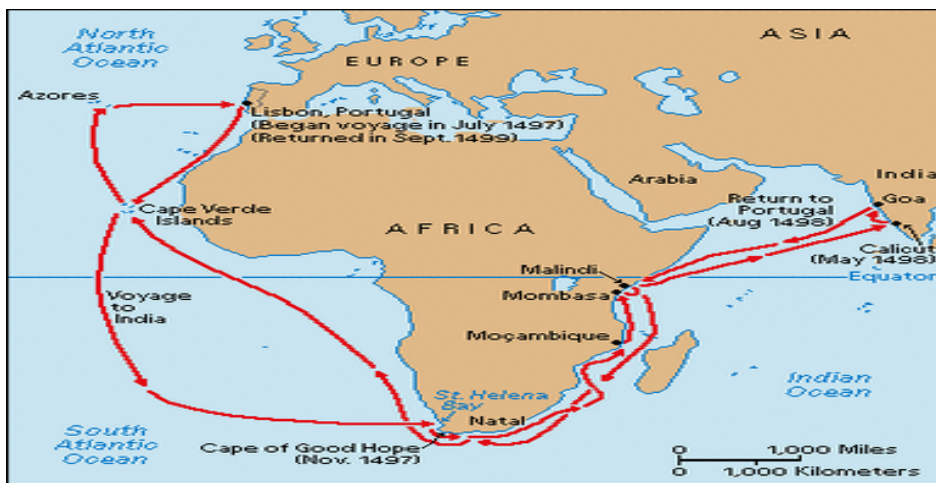 North
Atlantic
Ocean
ASIA
EUROPE
Azores
Lisbon, Portugal
(Began voyage in July 1497)
(Returned in Sept. 1499)
Arabia
India
Return to
Portugal
(Aug 1498)
Goa
Cape Verde
Islands
AFRICA
Calicut
(May 1498)
Malindi
Equator
Mombasa
Voyage
to
India
Moçambique
Indian
Ocean
St. Helena
Bay
Natal
South
Atlantic
Ocean
Cape of Good Hope
(Nov. 1497)
0 1,000 Miles
0 1,000 Kilometers